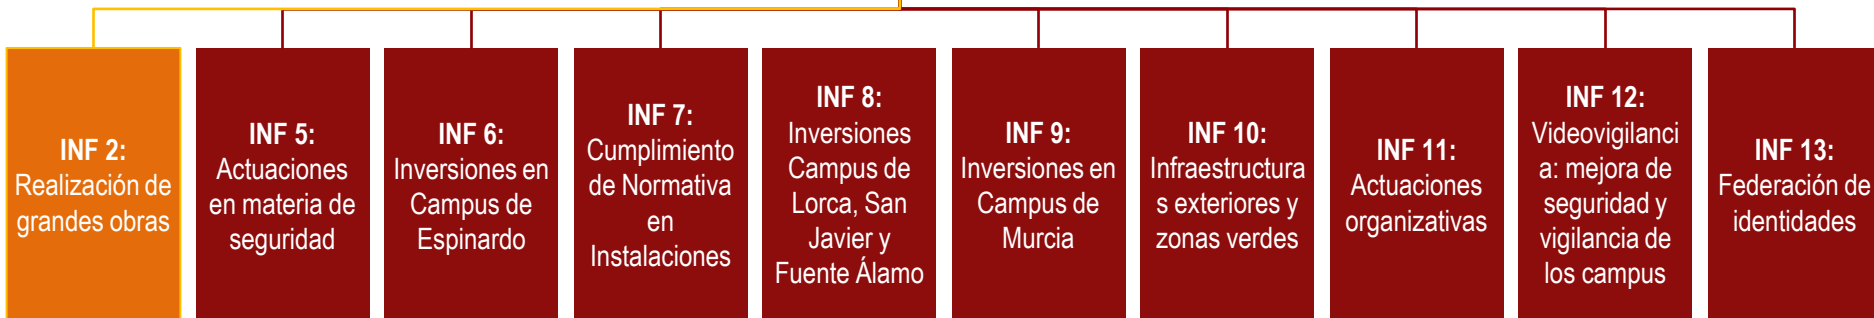 INF 2:
Realización de
grandes obras
INF 5:
Actuaciones
en materia de
seguridad
INF 6:
Inversiones en
Campus de
Espinardo
INF 7:
Cumplimiento
de Normativa
en
Instalaciones
INF 8:
Inversiones
Campus de
Lorca, San
Javier y
Fuente Álamo
INF 9:
Inversiones en
Campus de
Murcia
INF 10:
Infraestructura
s exteriores y
zonas verdes
INF 11:
Actuaciones
organizativas
INF 12:
Videovigilanci
a: mejora de
seguridad y
vigilancia de
los campus
INF 13:
Federación de
identidades